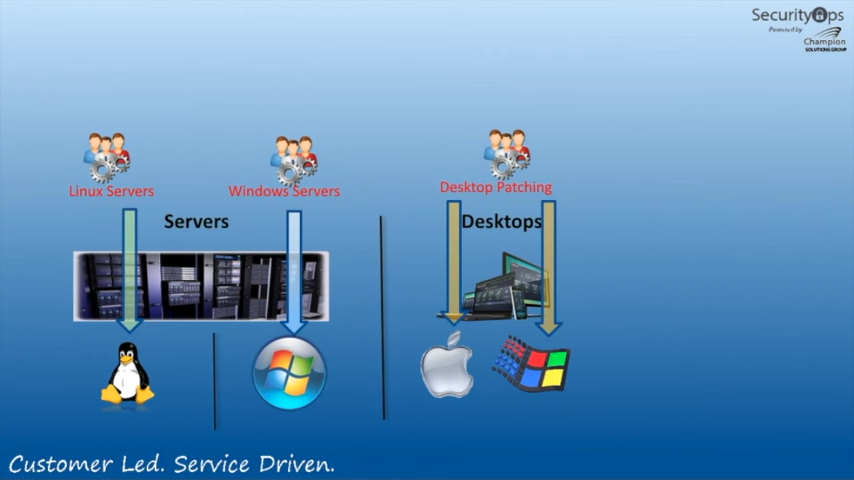 SecurityOps
Powered by
Champion
SOLUTIONS GROUP
Linux Servers
Windows Servers
Desktop Patching
Servers
Desktops
Customer Led. Service Driven.